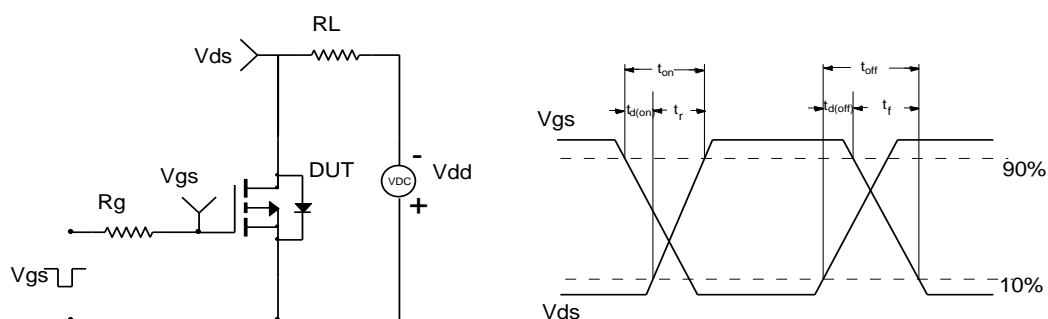 RL
Vds
Vgs
DUT
-
VDC
+
Vdd
Rg
Vgs
ton
toff
td(on)
tr
td(off)
tf
Vgs
90%
10%
Vds